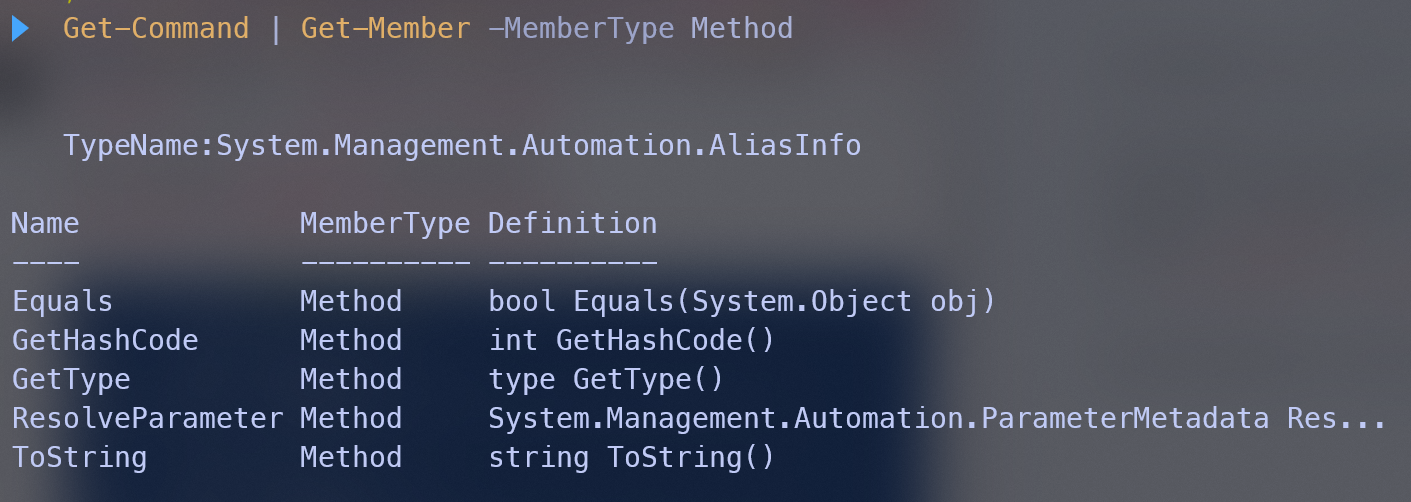 Get-Command | Get-Member -MemberType Method
TypeName:System.Management.Automation.AliasInfo
Name MemberType Definition
---- ---------- ----------
Equals Method bool Equals(System.Object obj)
GetHashCode Method int GetHashCode()
GetType Method type GetType()
ResolveParameter Method System.Management.Automation.ParameterMetadata Res...
ToString Method string ToString()